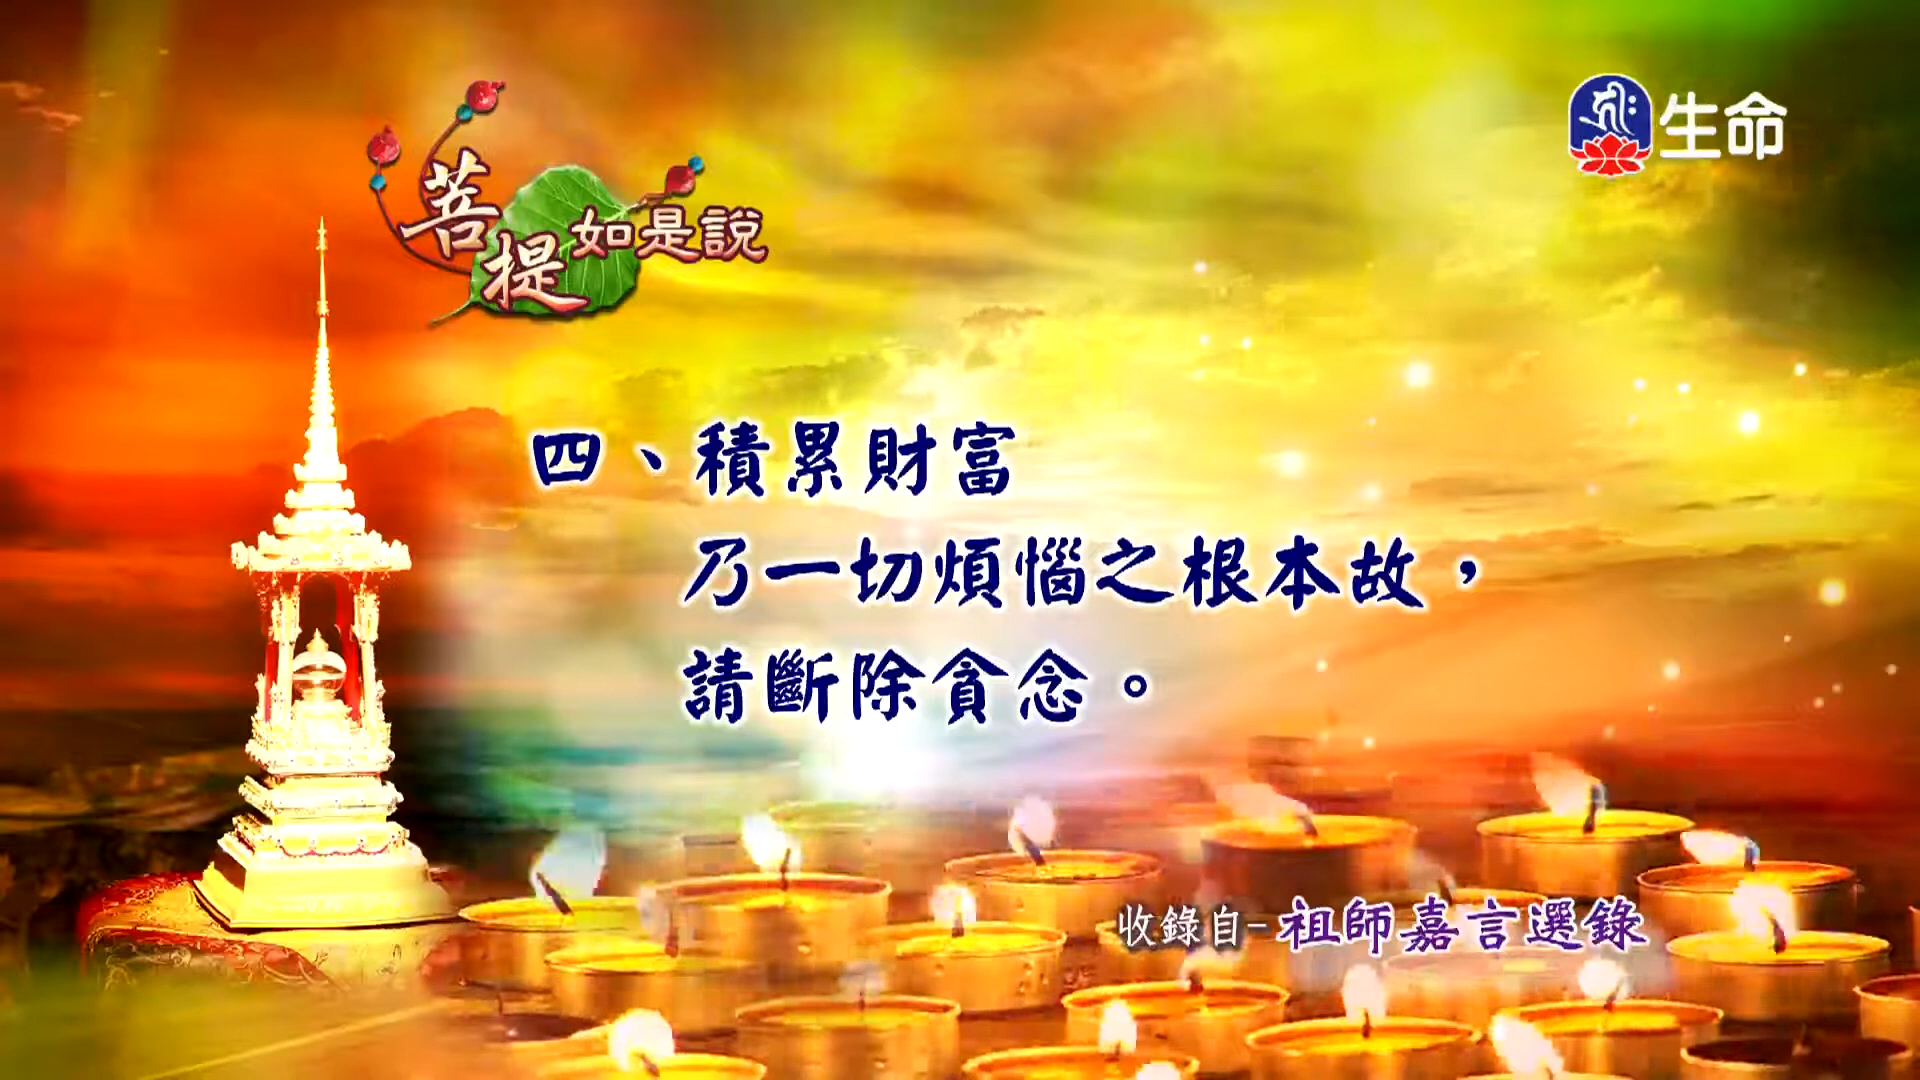 菩提如是說
生命
四、積累財富
乃一切煩惱之根本故，
請斷除貪念。
收錄自-祖師嘉言選錄